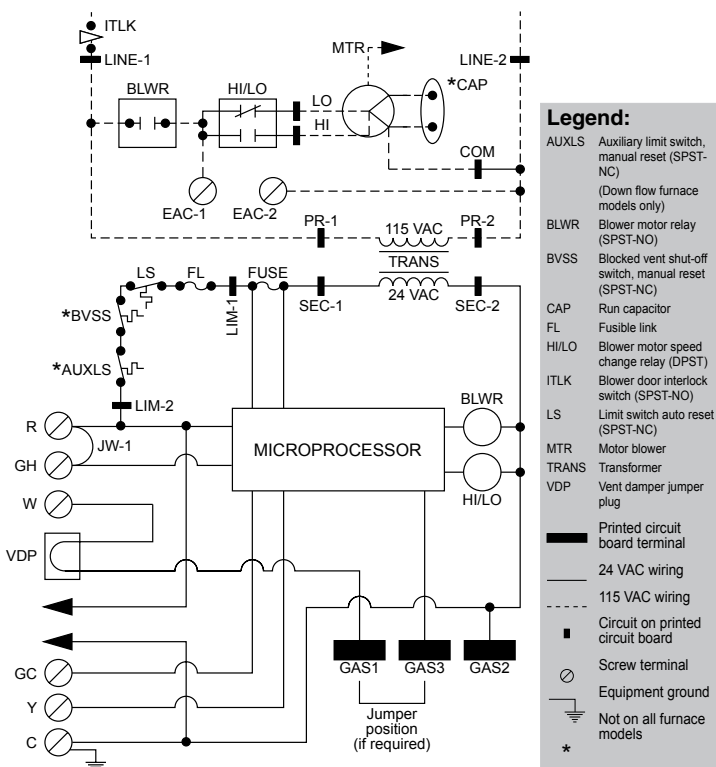 ITLK
LINE-1
MTR
LINE-2
BLWR
HI/LO
*CAP
LO
HI
COM
EAC-1
EAC-2
PR-1
115 VAC
PR-2
TRANS
LS
FL
FUSE
24 VAC
LIM-1
SEC-1
SEC-2
*BVSS
*AUXLS
LIM-2
BLWR
R
JW-1
MICROPROCESSOR
GH
HI/LO
W
VDP
GAS1
GAS3
GAS2
GC
Y
Jumper
position
(if required)
C
Legend:
AUXLS Auxiliary limit switch,
manual reset (SPST-
NC)
(Down flow furnace
models only)
BLWR Blower motor relay
(SPST-NO)
BVSS Blocked vent shut-off
switch, manual reset
(SPST-NC)
CAP Run capacitor
FL Fusible link
HI/LO Blower motor speed
change relay (DPST)
ITLK Blower door interlock
switch (SPST-NO)
LS Limit switch auto reset
(SPST-NC)
MTR Motor blower
TRANS Transformer
VDP Vent damper jumper
plug
Printed circuit
board terminal
24 VAC wiring
115 VAC wiring
Circuit on printed
circuit board
Screw terminal
Equipment ground
Not on all furnace
models
*